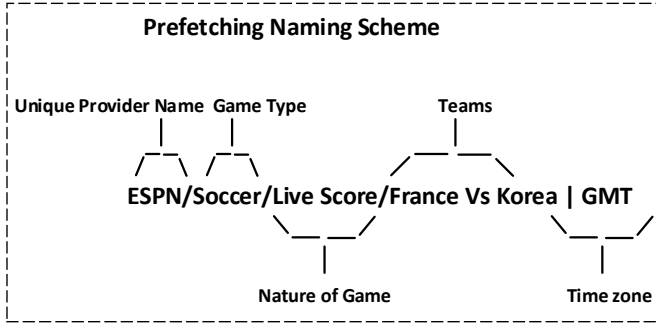 Prefetching Naming Scheme
Unique Provider Name Game Type Teams
ESPN/Soccer/Live Score/France Vs Korea | GMT
Nature of Game Time zone